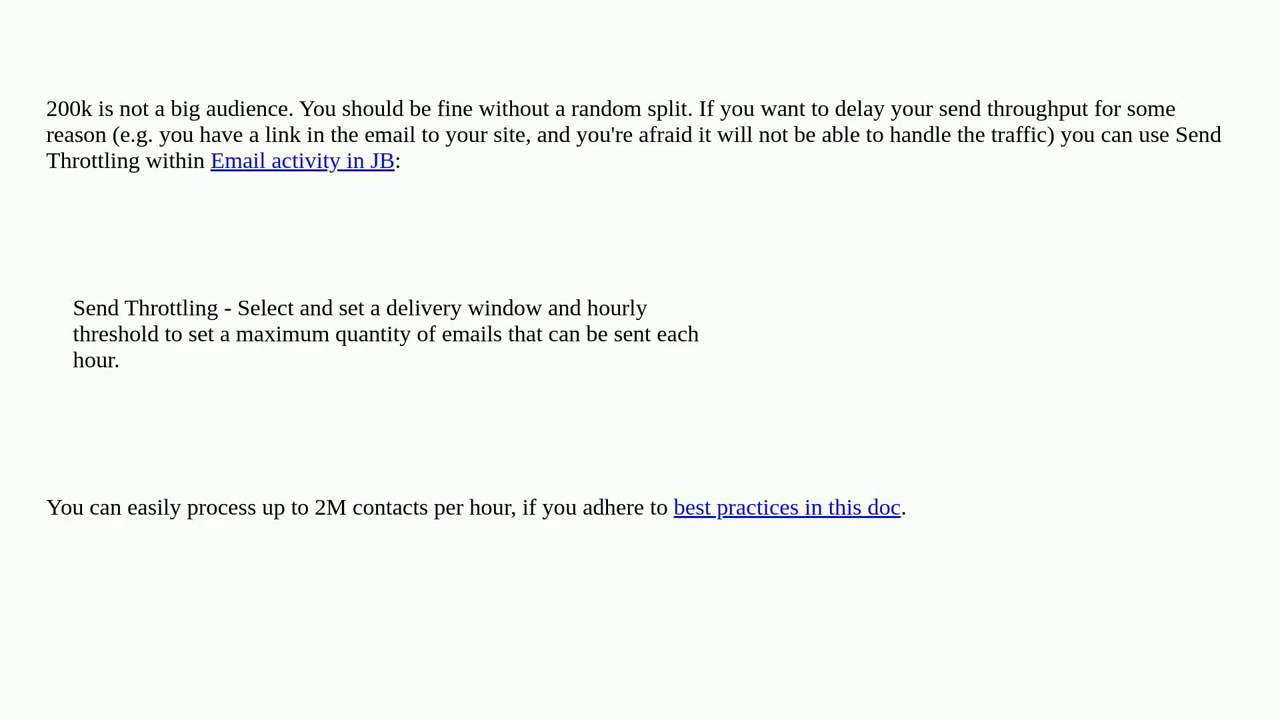 200k is not a big audience. You should be fine without a random split. If you want to delay your send throughput for some
reason (e.g. you have a link in the email to your site, and you're afraid it will not be able to handle the traffic) you can use Send
Throttling within Email activity in JB:
Send Throttling - Select and set a delivery window and hourly
threshold to set a maximum quantity of emails that can be sent each
hour.
You can easily process up to 2M contacts per hour, if you adhere to best practices in this doc.